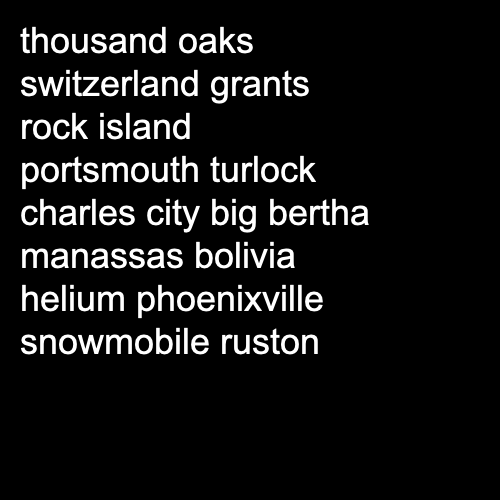 thousand oaks
switzerland grants
rock island
portsmouth turlock
charles city big bertha
manassas bolivia
helium phoenixville
snowmobile ruston